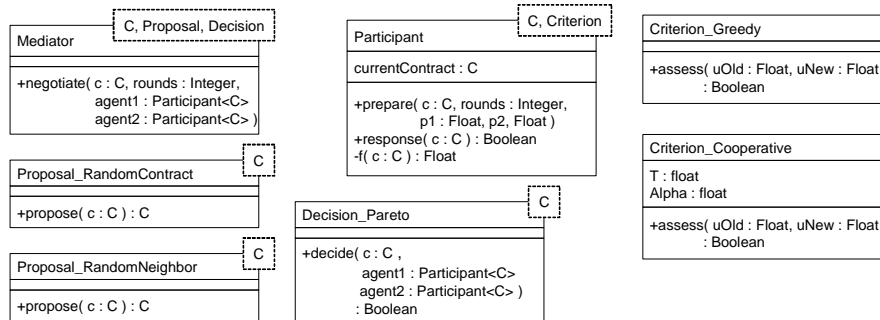 C, Proposal, Decision
Mediator
+negotiate( c : C, rounds : Integer,
agent1 : Participant<C>
agent2 : Participant<C> )
C
Proposal_RandomContract
+propose( c : C ) : C
C
Proposal_RandomNeighbor
+propose( c : C ) : C
C, Criterion
Participant
currentContract : C
+prepare( c : C, rounds : Integer,
p1 : Float, p2, Float )
+response( c : C ) : Boolean
-f( c : C ) : Float
C
Decision_Pareto
+decide( c : C ,
agent1 : Participant<C>
agent2 : Participant<C> )
: Boolean
Criterion_Greedy
+assess( uOld : Float, uNew : Float
: Boolean
Criterion_Cooperative
T : float
Alpha : float
+assess( uOld : Float, uNew : Float
: Boolean